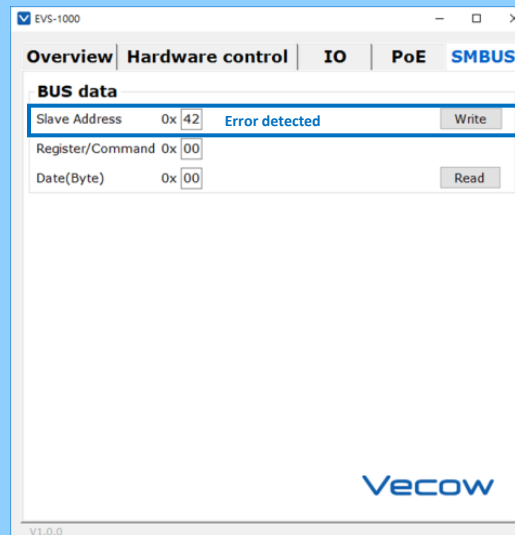 EVS-1000
Overview Hardware control IO PoE SMBUS
BUS data
Slave Address 0x 42 Error detected Write
Register/Command 0x 00
Date(Byte) 0x 00 Read
Vecow
V1.0.0